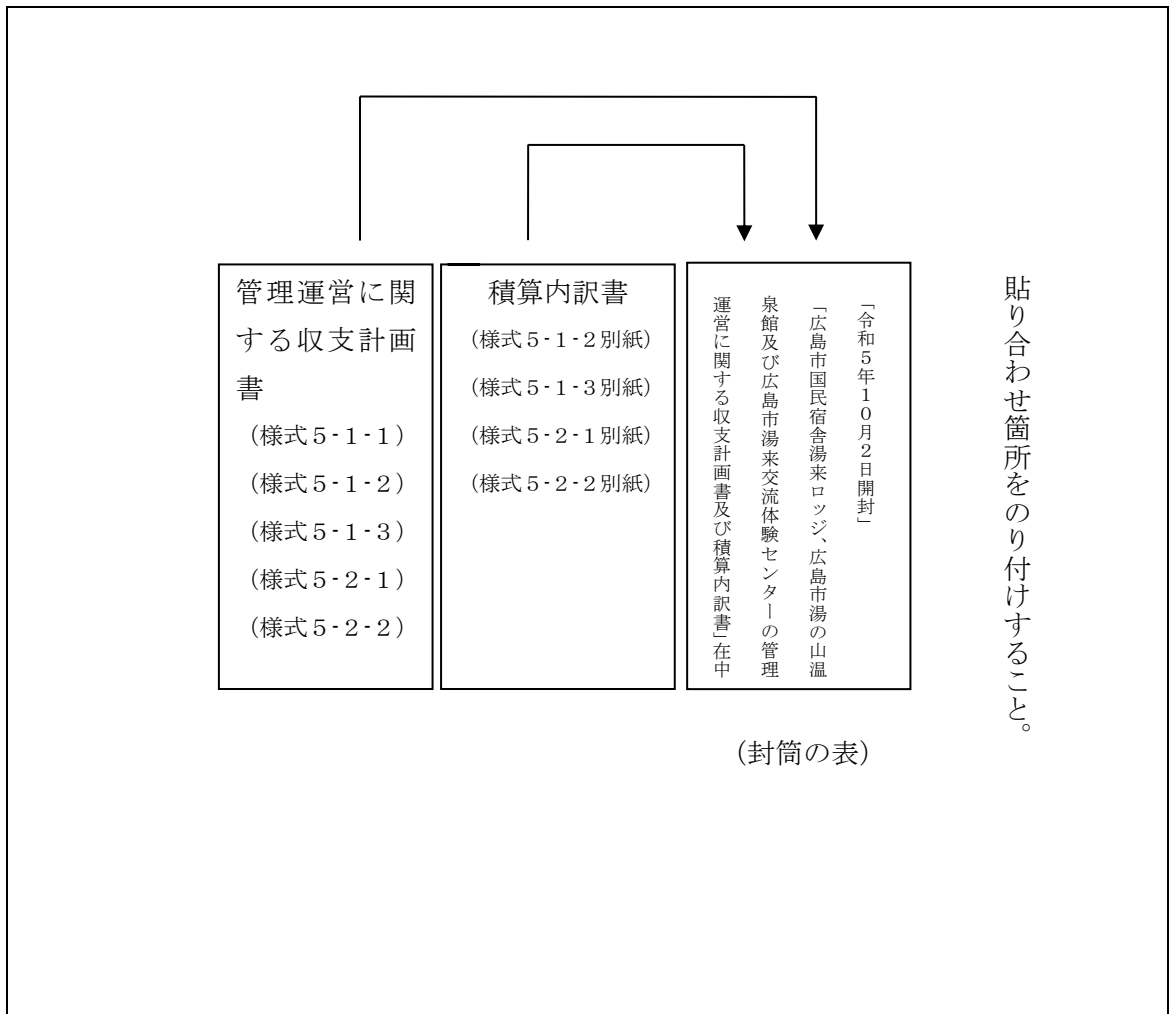 貼り合わせ箇所をのり付けすること。
管理運営に関
する収支計画
書
(様式５-１-１)
(様式５-１-２)
(様式５-１-３)
(様式５-２-１)
(様式５-２-２)
積算内訳書
(様式５-１-２別紙)
(様式５-１-３別紙)
(様式５-２-１別紙)
(様式５-２-２別紙)
「令和５年１０月２日開封」
「広島市国民宿舎湯来ロッジ、広島市湯の山温
泉館及び広島市湯来交流体験センターの管理
運営に関する収支計画書及び積算内訳書」在中
(封筒の表)